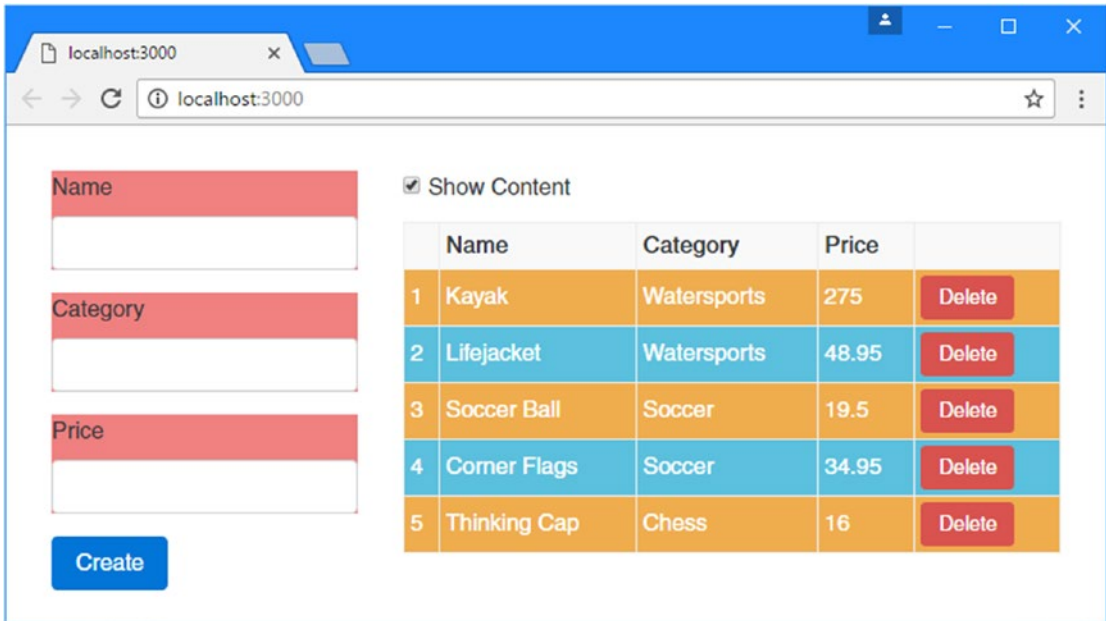 localhost:3000
localhost:3000
Name
Category
Price
Create
Show Content
Name Category Price
1 Kayak Watersports 275 Delete
2 Lifejacket Watersports 48.95 Delete
3 Soccer Ball Soccer 19.5 Delete
4 Corner Flags Soccer 34.95 Delete
5 Thinking Cap Chess 16 Delete